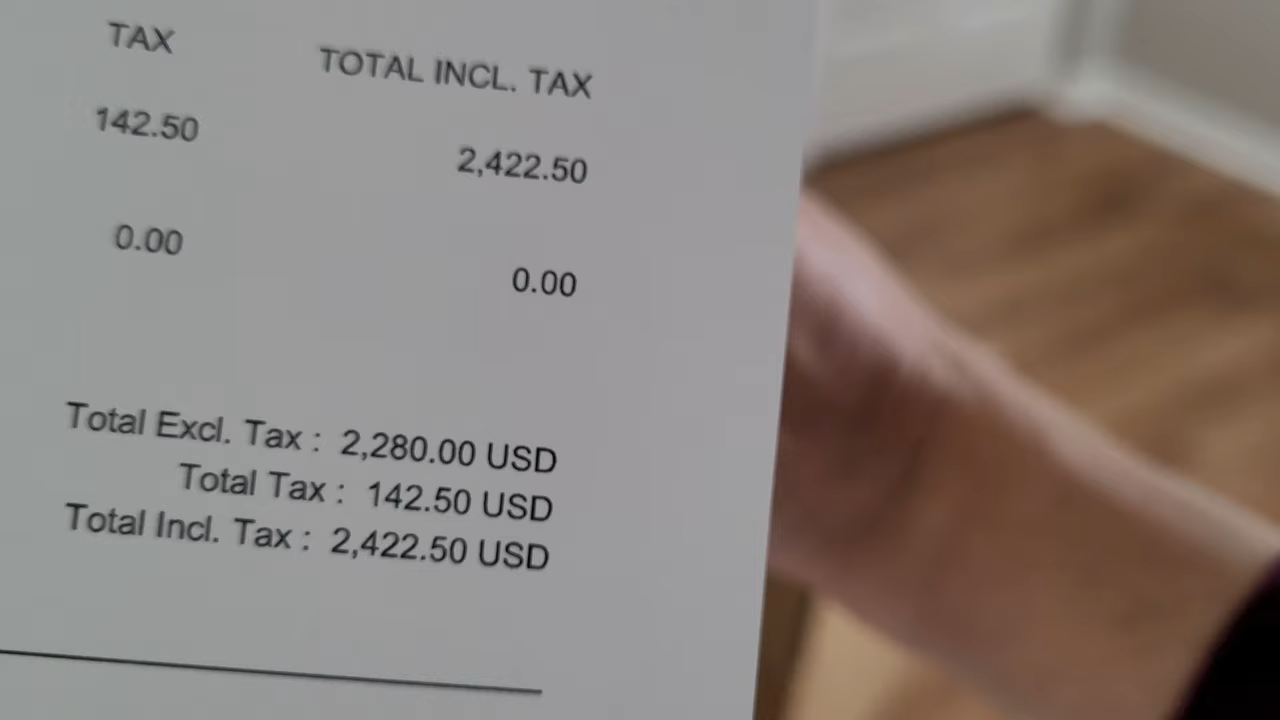 TAX TOTAL INCL. TAX
142.50 2,422.50
0.00 0.00
Total Excl. Tax : 2,280.00 USD
Total Tax : 142.50 USD
Total Incl. Tax : 2,422.50 USD